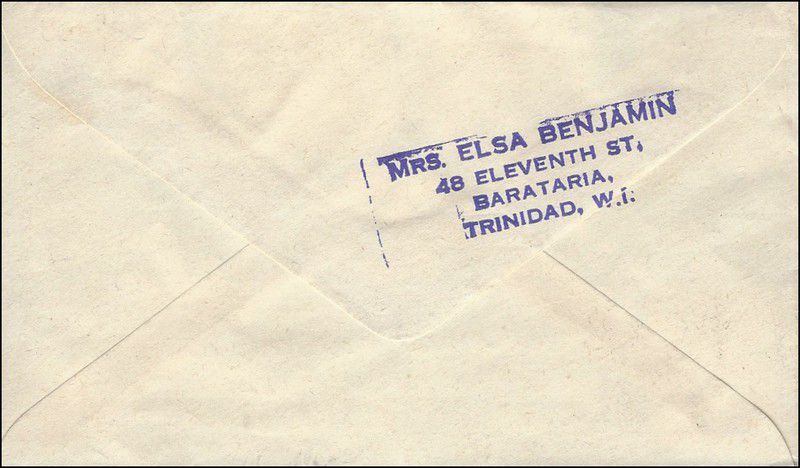 MRS. ELSA BENJAMIN
48 ELEVENTH ST,
BARATARIA,
TRINIDAD, W.I.